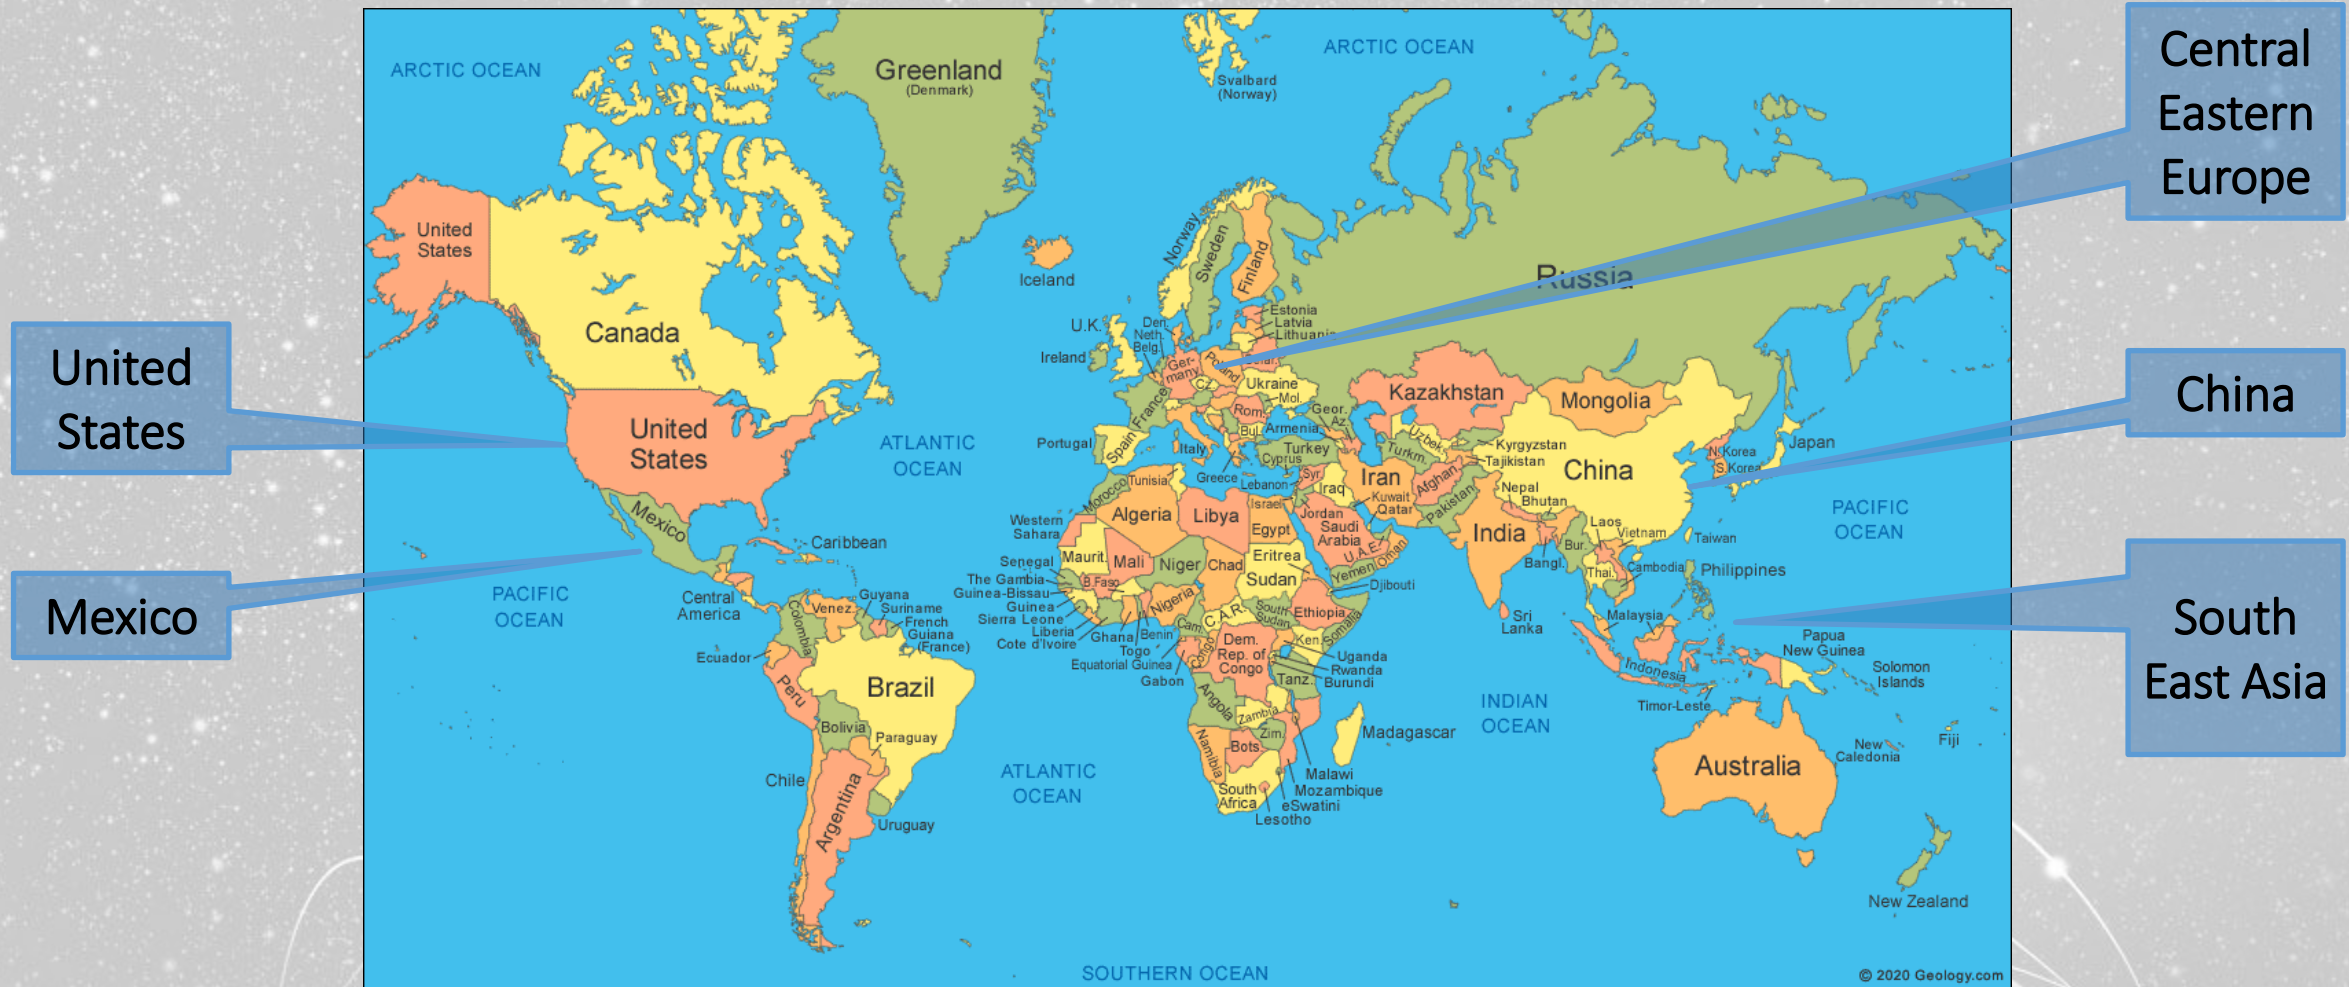 Central
Eastern
Europe
China
South
East Asia
United
States
Mexico
ARCTIC OCEAN
ARCTIC OCEAN
Greenland
(Denmark)
Svalbard
(Norway)
United
States
Canada
Iceland
Norway
Sweden
Finland
Russia
Estonia
Latvia
Lithuania
U.K.
Ireland
Den.
Neth.
Belg.
Ger-
many
Poland
Belar.
Cz.
Ukraine
Mol.
France
Rom.
Bul.
Geor.
Az.
Armenia
Portugal
Spain
Italy
Greece
Turkey
Cyprus
Lebanon
Syr.
Israel
Iraq
Jordan
Kuwait
Qatar
Saudi
Arabia
U.A.E.
Oman
Yemen
Iran
Kazakhstan
Uzbek.
Turkm.
Kyrgyzstan
Tajikistan
Afghan.
Pakistan
Mongolia
China
N. Korea
S. Korea
Japan
Nepal
Bhutan
India
Bangl.
Bur.
Laos
Vietnam
Thai.
Cambodia
Taiwan
Philippines
Sri
Lanka
Malaysia
Indonesia
Timor-Leste
Papua
New Guinea
Solomon
Islands
Fiji
New
Caledonia
Australia
New Zealand
PACIFIC
OCEAN
INDIAN
OCEAN
United
States
Mexico
Caribbean
Central
America
PACIFIC
OCEAN
ATLANTIC
OCEAN
Guyana
Suriname
French
Guiana
(France)
Venez.
Colombia
Ecuador
Peru
Brazil
Bolivia
Paraguay
Chile
Argentina
Uruguay
ATLANTIC
OCEAN
Morocco
Tunisia
Algeria
Libya
Egypt
Western
Sahara
Maurit.
Mali
Niger
Chad
Sudan
Eritrea
Djibouti
Senegal
The Gambia
Guinea-Bissau
Guinea
Sierra Leone
Liberia
Cote d'Ivoire
B.Faso
Ghana
Togo
Benin
Nigeria
Cam.
C.A.R.
South
Sudan
Ethiopia
Somalia
Equatorial Guinea
Gabon
Congo
Dem.
Rep. of
Congo
Ken.
Uganda
Rwanda
Burundi
Tanz.
Angola
Zambia
Zim.
Namibia
Bots.
South
Africa
Madagascar
Malawi
Mozambique
eSwatini
Lesotho
SOUTHERN OCEAN
© 2020 Geology.com